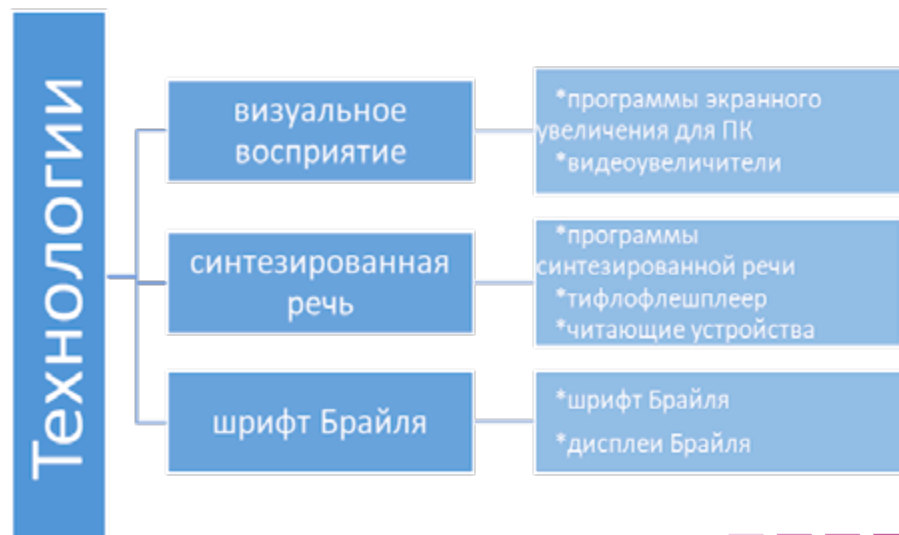 Технологии
визуальное
восприятие
*программы экранного
увеличения для ПК
*видеоувеличители
синтезированная
речь
*программы
синтезированной речи
*тифлофлешплеер
*читающие устройства
шрифт Брайля
*шрифт Брайля
*дисплеи Брайля